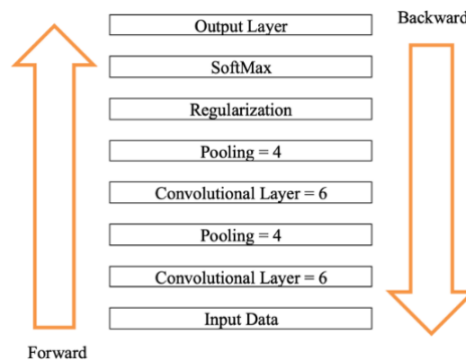 Backward
Output Layer
SoftMax
Regularization
Pooling = 4
Convolutional Layer = 6
Pooling = 4
Convolutional Layer = 6
Input Data
Forward